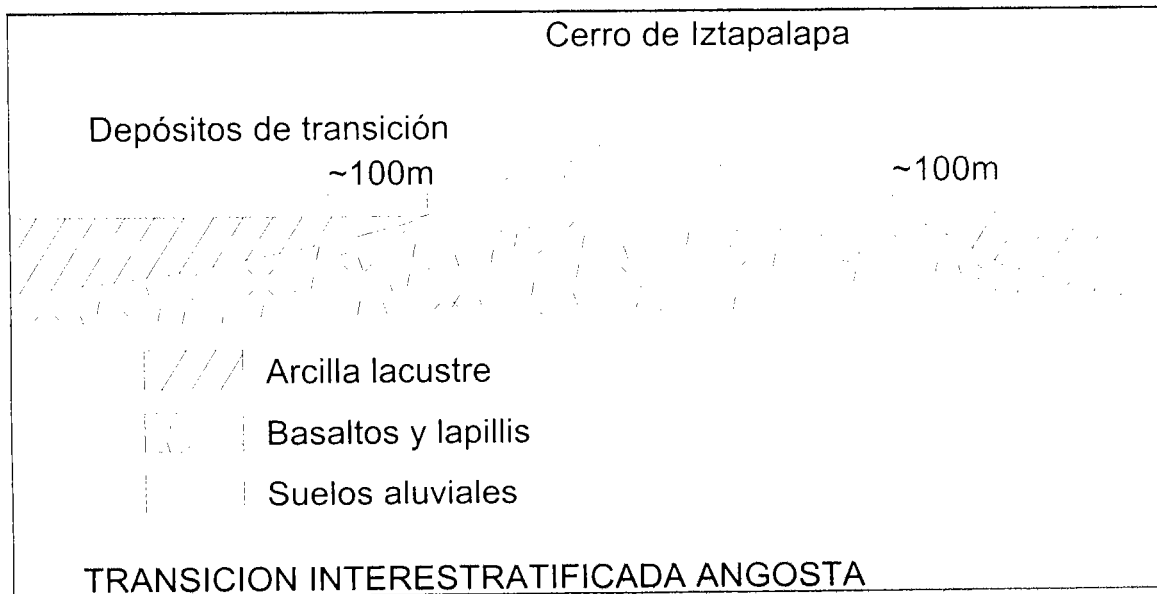 Cerro de Iztapalapa
Depósitos de transición
~100m
~100m
Arcilla lacustre
Basaltos y lapillis
Suelos aluviales
TRANSICION INTERESTRATIFICADA ANGOSTA